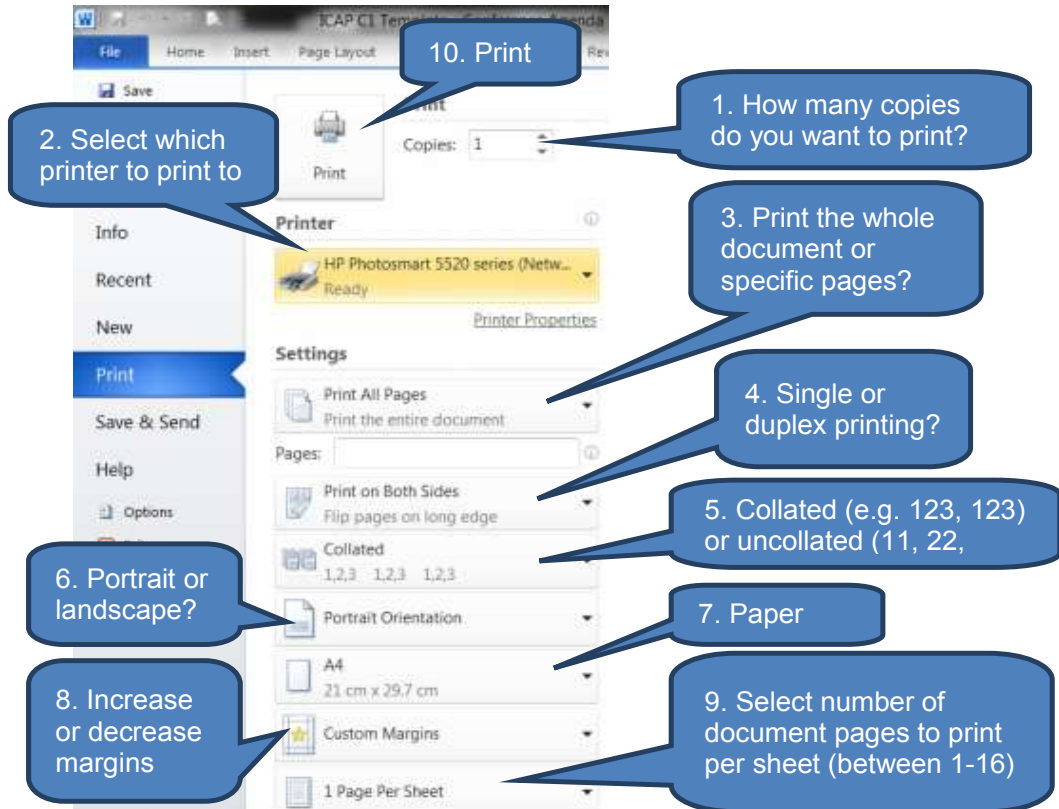 W
ICAP C1 Template - Conference Agenda
File Home Insert Page Layout Rev
10. Print
Save
1. How many copies
do you want to print?
2. Select which
printer to print to
Print
Copies: 1
Print
3. Print the whole
document or
specific pages?
Info
Printer
HP Photosmart 5520 series (Netw...
Ready
Recent
Printer Properties
New
Settings
Print
Print All Pages
Print the entire document
4. Single or
duplex printing?
Save & Send
Pages:
Help
Print on Both Sides
Flip pages on long edge
Options
5. Collated (e.g. 123, 123)
or uncollated (11, 22,
Collated
1,2,3 1,2,3 1,2,3
6. Portrait or
landscape?
Portrait Orientation
7. Paper
A4
21 cm x 29.7 cm
8. Increase
or decrease
margins
Custom Margins
9. Select number of
document pages to print
per sheet (between 1-16)
1 Page Per Sheet